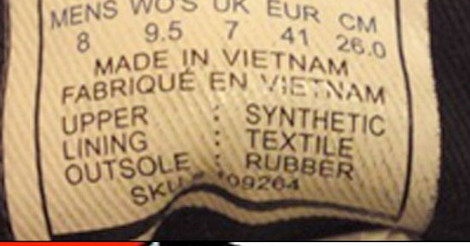 MENS WO'S UK EUR CM
8 9.5 7 41 26.0
MADE IN VIETNAM
FABRIQUÉ EN VIETNAM
UPPER : SYNTHETIC
LINING : TEXTILE
OUTSOLE : RUBBER
SKU# 109264